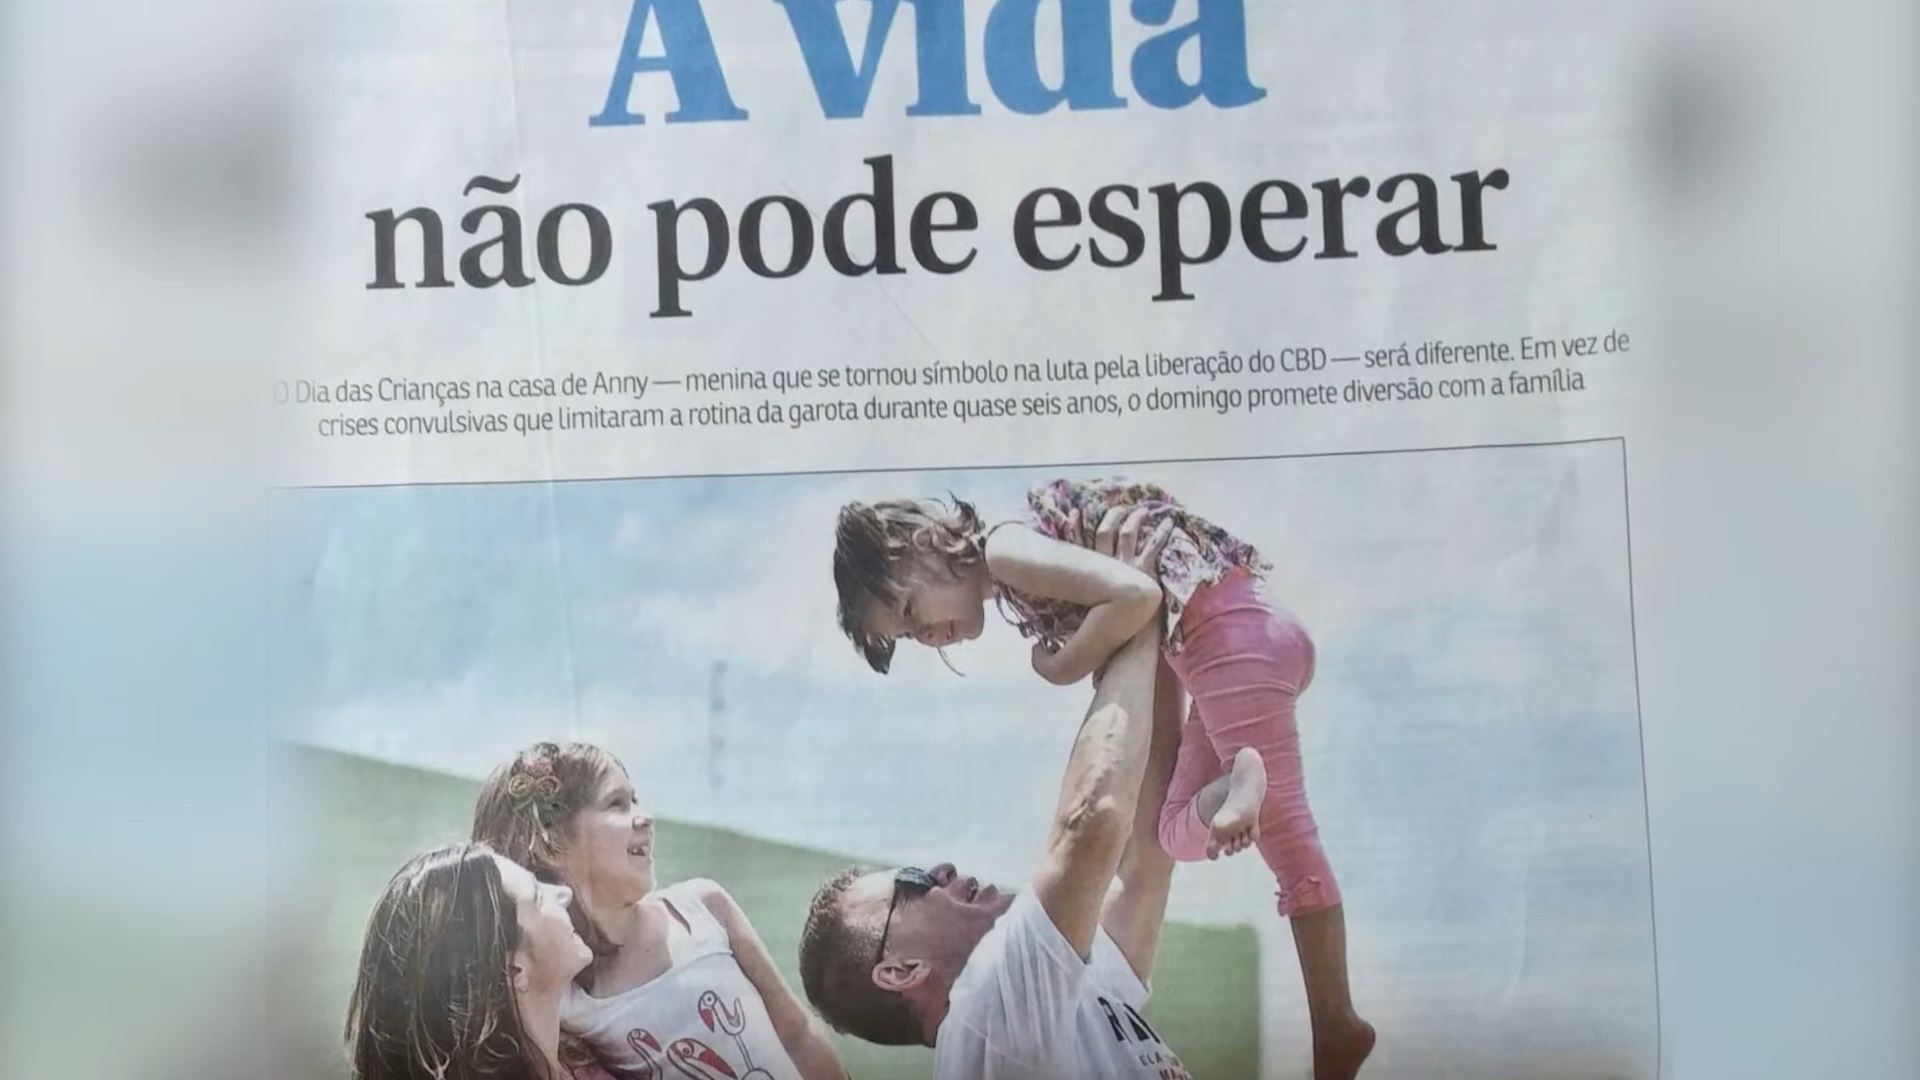 A vida
não pode esperar
O Dia das Crianças na casa de Anny — menina que se tornou símbolo na luta pela liberação do CBD — será diferente. Em vez de
crises convulsivas que limitaram a rotina da garota durante quase seis anos, o domingo promete diversão com a família